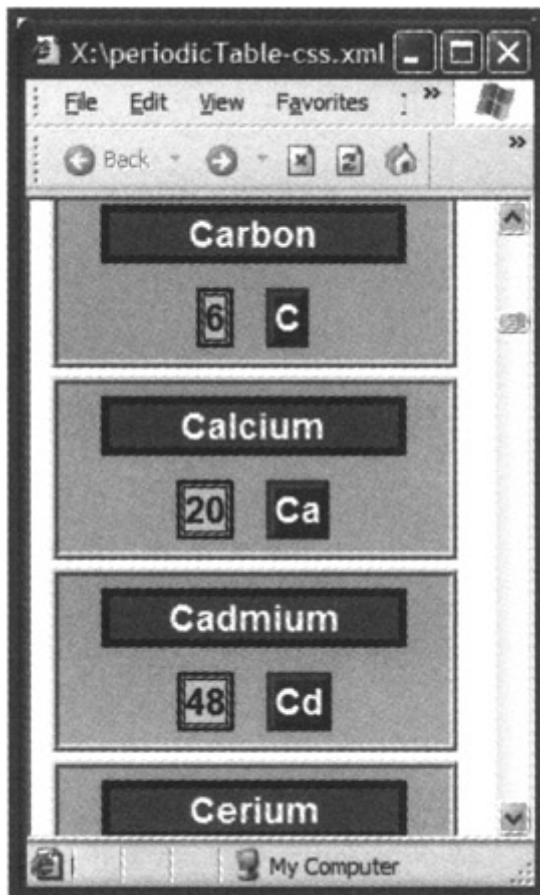 X:\periodicTable-css.xml
File Edit View Favorites »
Back »
Carbon
6 C
Calcium
20 Ca
Cadmium
48 Cd
Cerium
My Computer